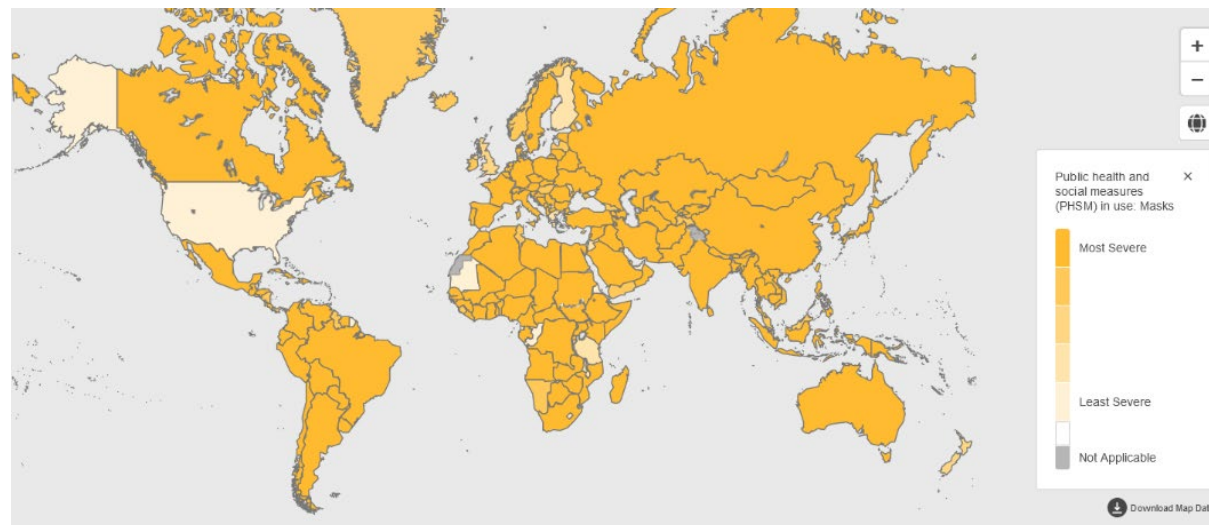 +
−
Public health and
social measures
(PHSM) in use: Masks
×
Most Severe
Least Severe
Not Applicable
Download Map Dat